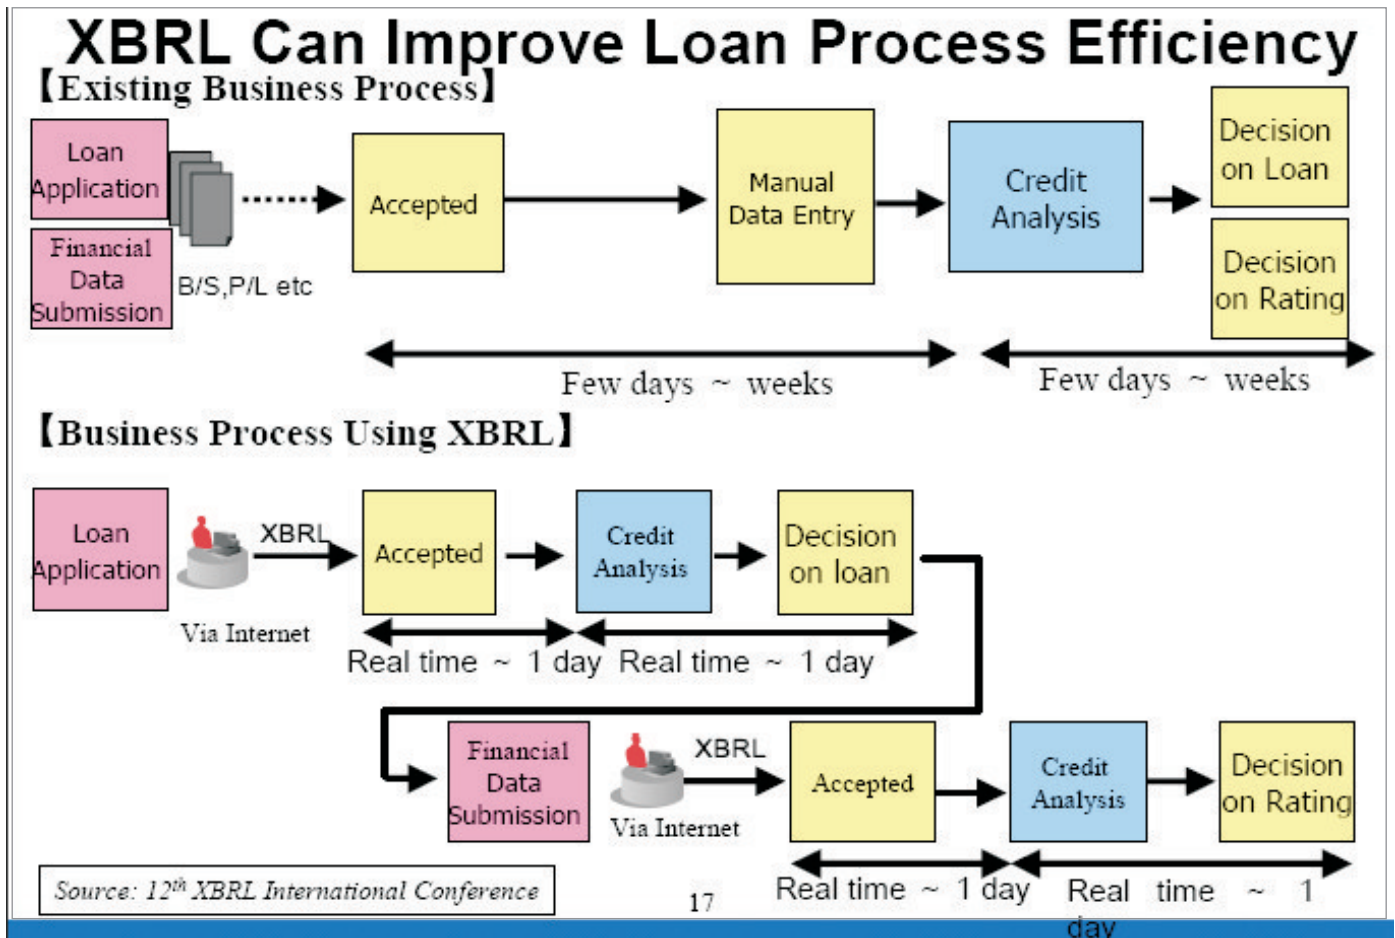 XBRL Can Improve Loan Process Efficiency
【Existing Business Process】
Loan
Application
Financial
Data
Submission
B/S,P/L etc
Accepted
Manual
Data Entry
Credit
Analysis
Decision
on Loan
Decision
on Rating
Few days ~ weeks
Few days ~ weeks
【Business Process Using XBRL】
Loan
Application
Via Internet
XBRL
Accepted
Credit
Analysis
Decision
on loan
Real time ~ 1 day
Real time ~ 1 day
Financial
Data
Submission
Via Internet
XBRL
Accepted
Credit
Analysis
Decision
on Rating
Real time ~ 1 day
Real time ~ 1
day
Source: 12th XBRL International Conference
17